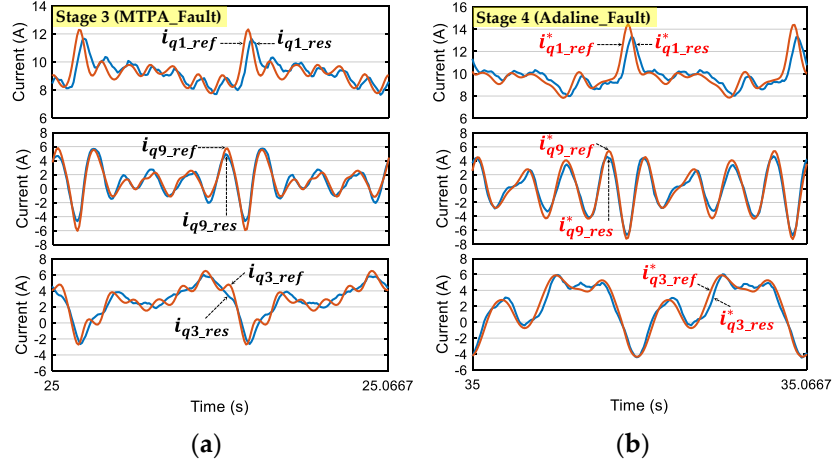 Stage 3 (MTPA_Fault)
14
12
10
8
6
Current (A)
i_q1_ref
i_q1_res
8
6
4
2
0
-2
-4
-6
-8
Current (A)
i_q9_ref
i_q9_res
8
6
4
2
0
-2
-4
-6
Current (A)
i_q3_ref
i_q3_res
25
25.0667
Time (s)
(a)
Stage 4 (Adaline_Fault)
16
14
12
10
8
6
Current (A)
i*_q1_ref
i*_q1_res
8
6
4
2
0
-2
-4
-6
-8
Current (A)
i*_q9_ref
i*_q9_res
8
6
4
2
0
-2
-4
-6
Current (A)
i*_q3_ref
i*_q3_res
35
35.0667
Time (s)
(b)